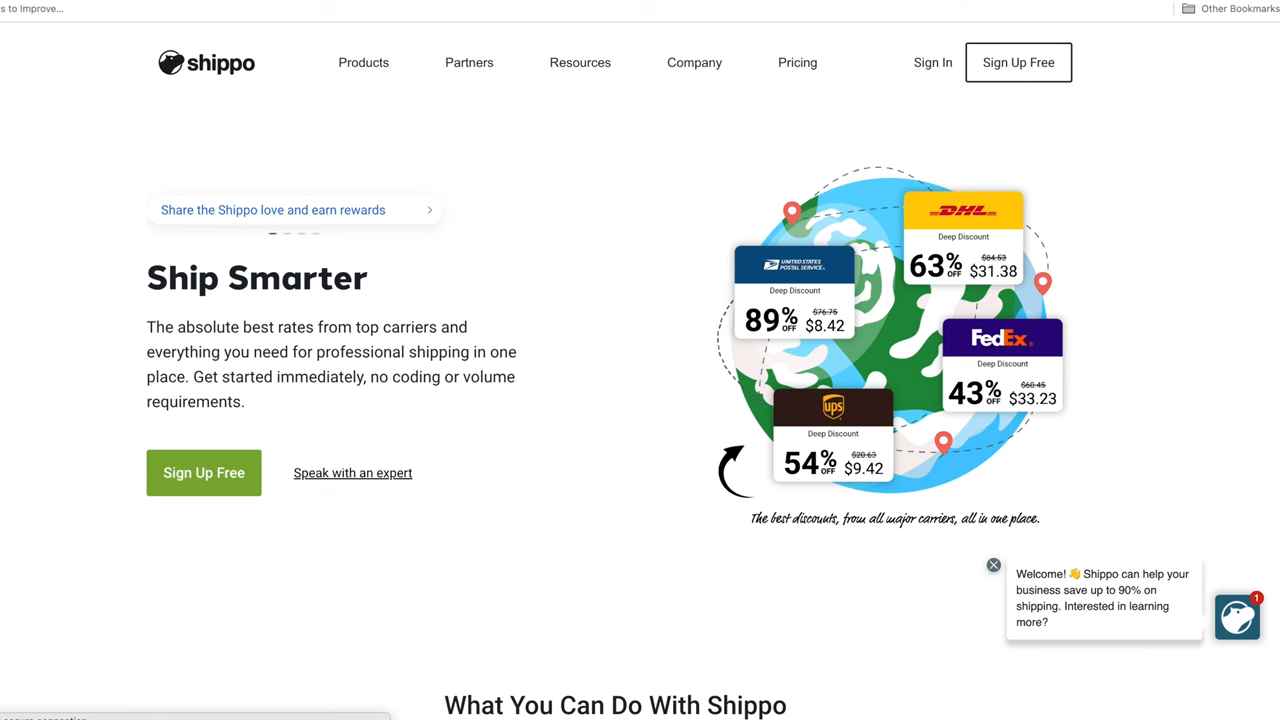 s to Improve...
Other Bookmarks
shippo
Products
Partners
Resources
Company
Pricing
Sign In
Sign Up Free
Share the Shippo love and earn rewards
Ship Smarter
The absolute best rates from top carriers and
everything you need for professional shipping in one
place. Get started immediately, no coding or volume
requirements.
Sign Up Free
Speak with an expert
DHL
Deep Discount
63% OFF $84.53 $31.38
UNITED STATES
POSTAL SERVICE
Deep Discount
89% OFF $76.75 $8.42
FedEx
Deep Discount
43% OFF $60.45 $33.23
ups
Deep Discount
54% OFF $20.63 $9.42
The best discounts, from all major carriers, all in one place.
Welcome! 👋 Shippo can help your
business save up to 90% on
shipping. Interested in learning
more?
1
What You Can Do With Shippo